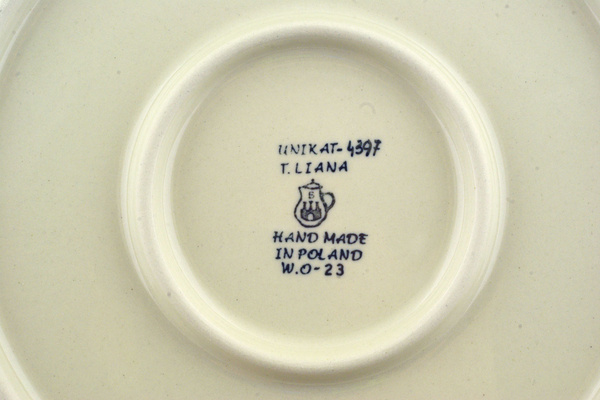 UNIKAT-4397
T. LIANA
B
HAND MADE
IN POLAND
W.O-23